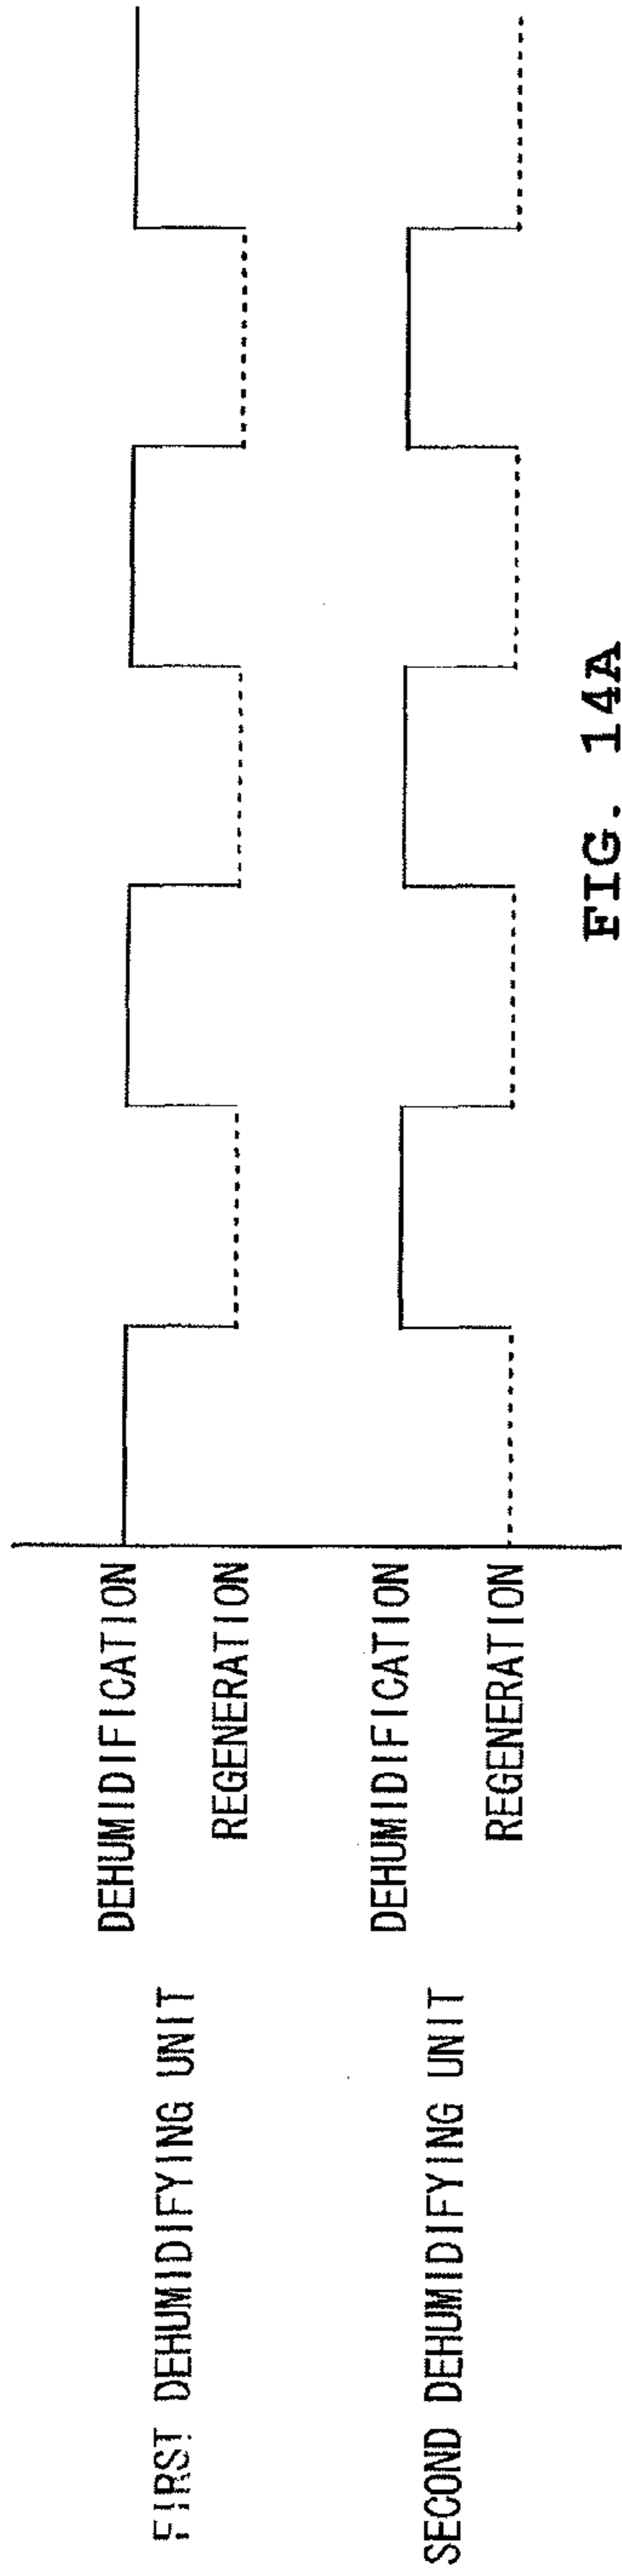 FIRST DEHUMIDIFYING UNIT
DEHUMIDIFICATION
REGENERATION
SECOND DEHUMIDIFYING UNIT
DEHUMIDIFICATION
REGENERATION
FIG. 14A